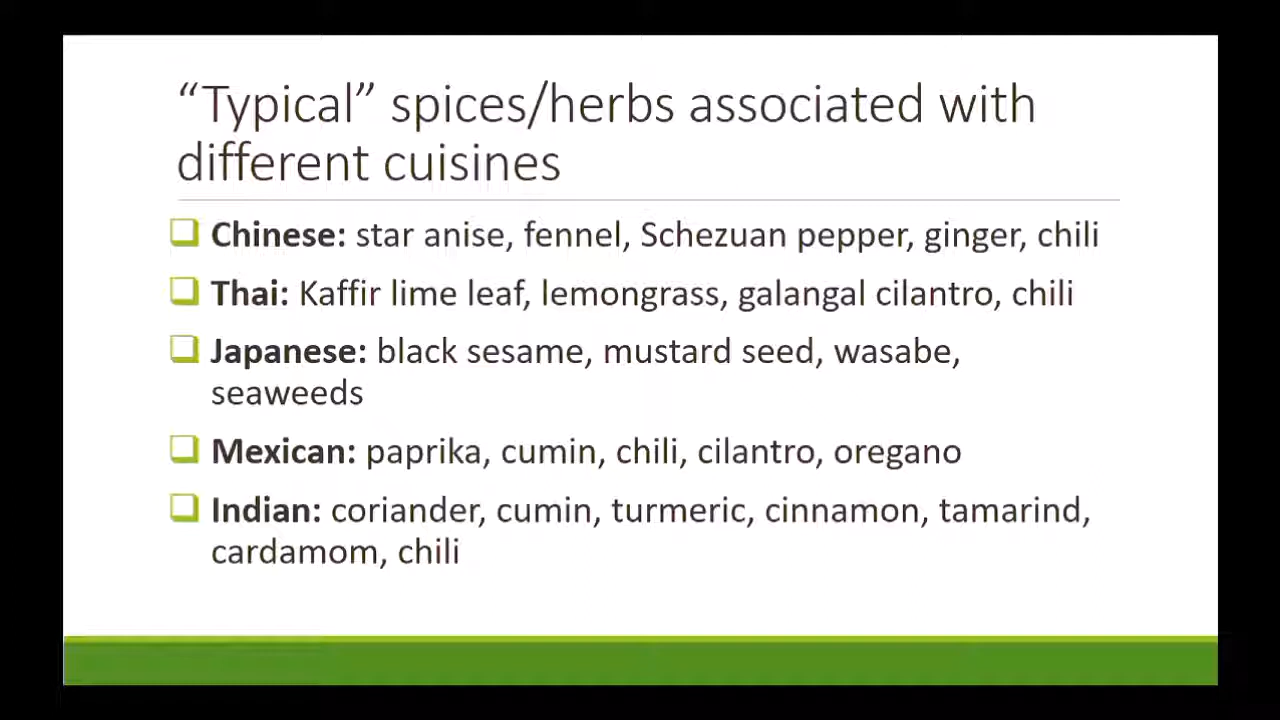 “Typical” spices/herbs associated with
different cuisines
Chinese: star anise, fennel, Schezuan pepper, ginger, chili
Thai: Kaffir lime leaf, lemongrass, galangal cilantro, chili
Japanese: black sesame, mustard seed, wasabe,
seaweeds
Mexican: paprika, cumin, chili, cilantro, oregano
Indian: coriander, cumin, turmeric, cinnamon, tamarind,
cardamom, chili